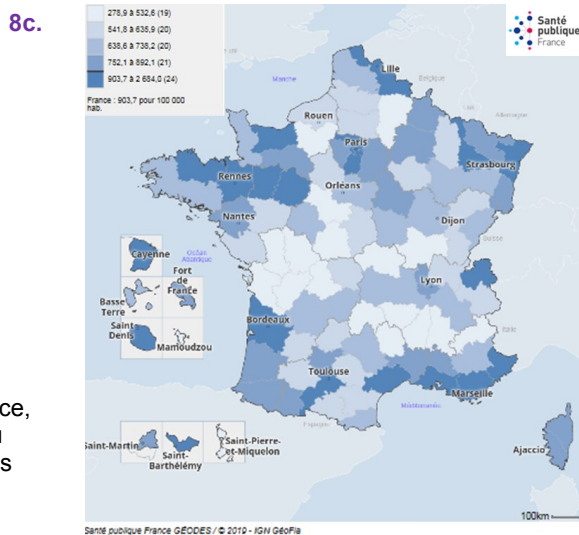 8c.
278,9 à 532,6 (19)
541,8 à 635,9 (20)
638,6 à 738,2 (20)
752,1 à 892,1 (21)
903,7 à 2 684,0 (24)
France : 903,7 pour 100 000
hab.
Santé
publique
France
Manche
Belgique
Allemagne
Lille
Rouen
Paris
Strasbourg
Rennes
Orléans
Nantes
Dijon
Suisse
Cayenne
Océan
Atlantique
Fort
de
France
Basse
Terre
Saint
Denis
Mamoudzou
Lyon
Bordeaux
Italie
Toulouse
Marseille
Méditerranée
Espagne
ce,
u
s
Saint-Martin
Saint-
Barthélémy
Saint-Pierre-
et-Miquelon
Ajaccio
100km
Santé publique France GÉODES / © 2019 - IGN GéoFla